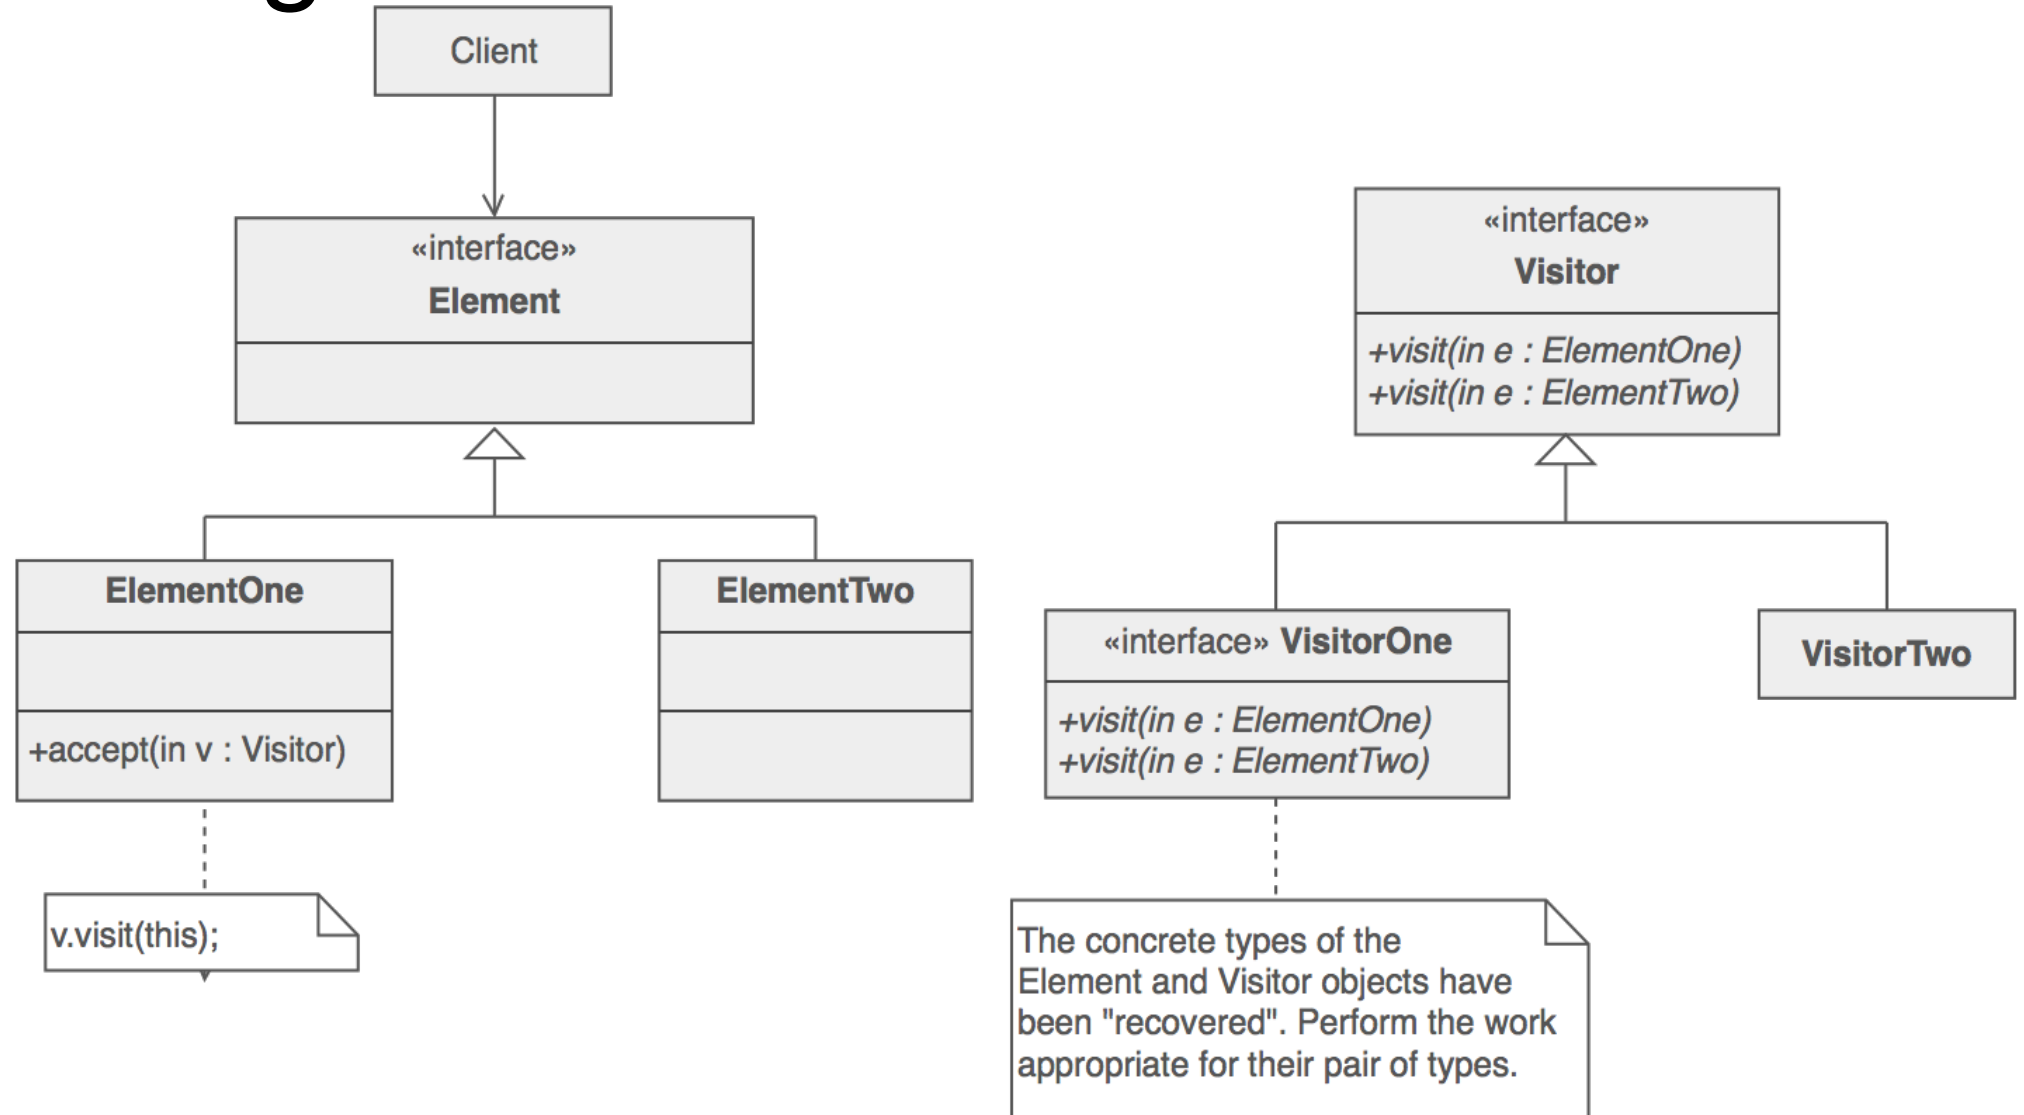 Client
«interface»
Element
«interface»
Visitor
+visit(in e : ElementOne)
+visit(in e : ElementTwo)
ElementOne
+accept(in v : Visitor)
ElementTwo
«interface» VisitorOne
+visit(in e : ElementOne)
+visit(in e : ElementTwo)
VisitorTwo
v.visit(this);
The concrete types of the
Element and Visitor objects have
been "recovered". Perform the work
appropriate for their pair of types.